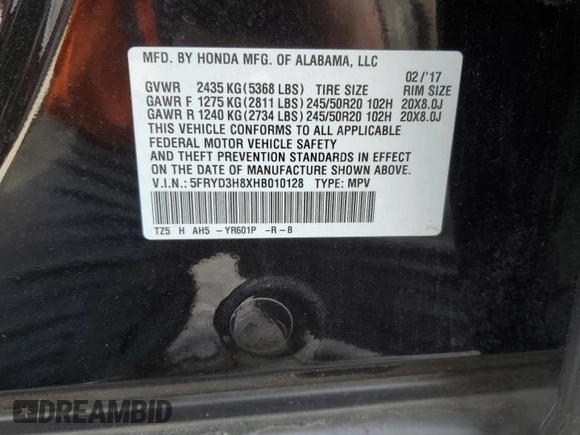 MFD. BY HONDA MFG. OF ALABAMA, LLC
02/'17
GVWR 2435 KG(5368 LBS) TIRE SIZE RIM SIZE
GAWR F 1275 KG(2811 LBS)245/50R20 102H 20X8.0J
GAWR R 1240 KG(2734 LBS)245/50R20 102H 20X8.0J
THIS VEHICLE CONFORMS TO ALL APPLICABLE
FEDERAL MOTOR VEHICLE SAFETY
AND THEFT PREVENTION STANDARDS IN EFFECT
ON THE DATE OF MANUFACTURE SHOWN ABOVE.
V.I.N.: 5FRYD3H8XHB010128 TYPE: MPV
TZ5 H AH5 -YR601P -R-B
DREAMBID